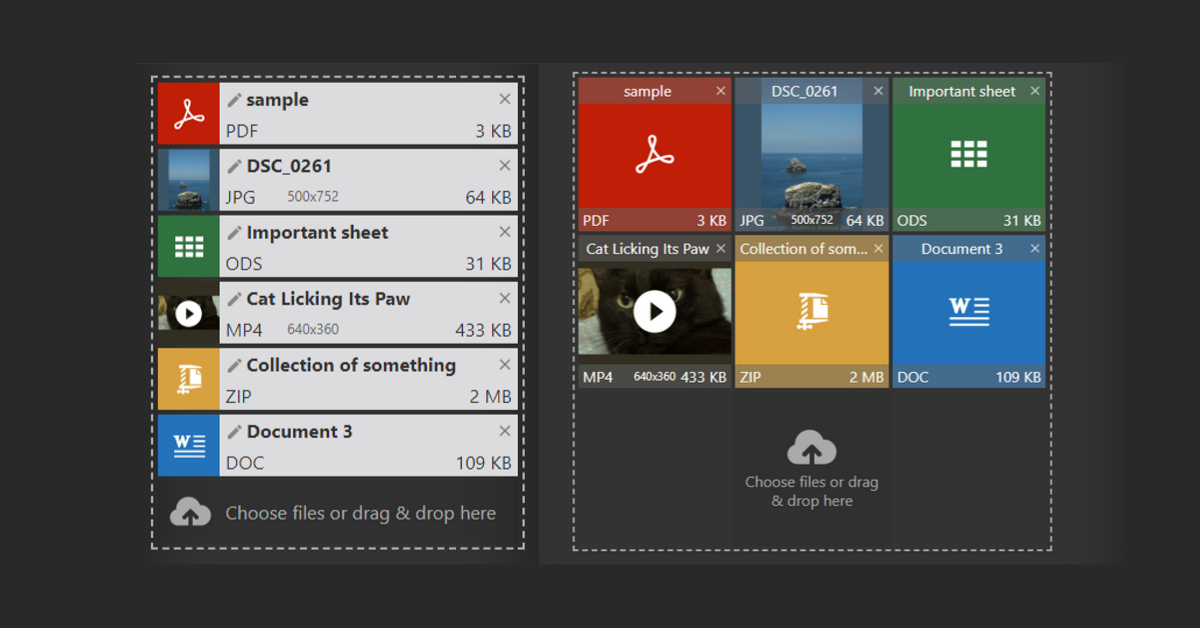 sample
PDF 3 KB
DSC_0261
JPG 500x752 64 KB
Important sheet
ODS 31 KB
Cat Licking Its Paw
MP4 640x360 433 KB
Collection of something
ZIP 2 MB
W
Document 3
DOC 109 KB
Choose files or drag & drop here
sample DSC_0261 Important sheet
PDF 3 KB JPG 500x752 64 KB ODS 31 KB
Cat Licking Its Paw Collection of som... Document 3
W
MP4 640x360 433 KB ZIP 2 MB DOC 109 KB
Choose files or drag
& drop here